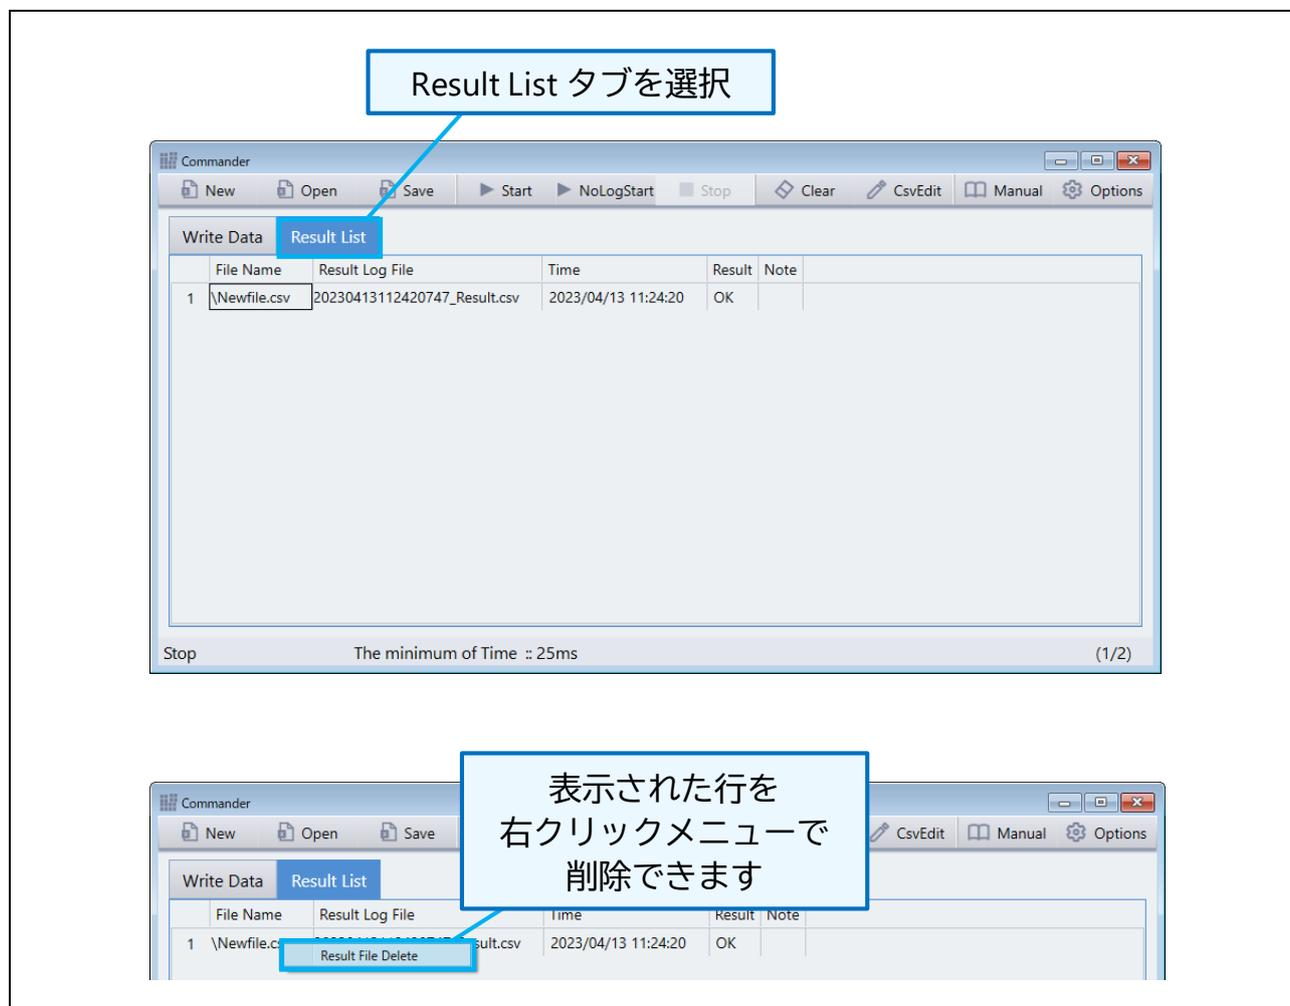 Result List タブを選択
Commander
New Open Save Start NoLogStart Stop Clear CsvEdit Manual Options
Write Data Result List
File Name Result Log File Time Result Note
1 \Newfile.csv 20230413112420747_Result.csv 2023/04/13 11:24:20 OK
Stop The minimum of Time :: 25ms (1/2)
表示された行を
右クリックメニューで
削除できます
Commander
New Open Save CsvEdit Manual Options
Write Data Result List
File Name Result Log File Time Result Note
1 2023/04/13 11:24:20 OK
Result File Delete